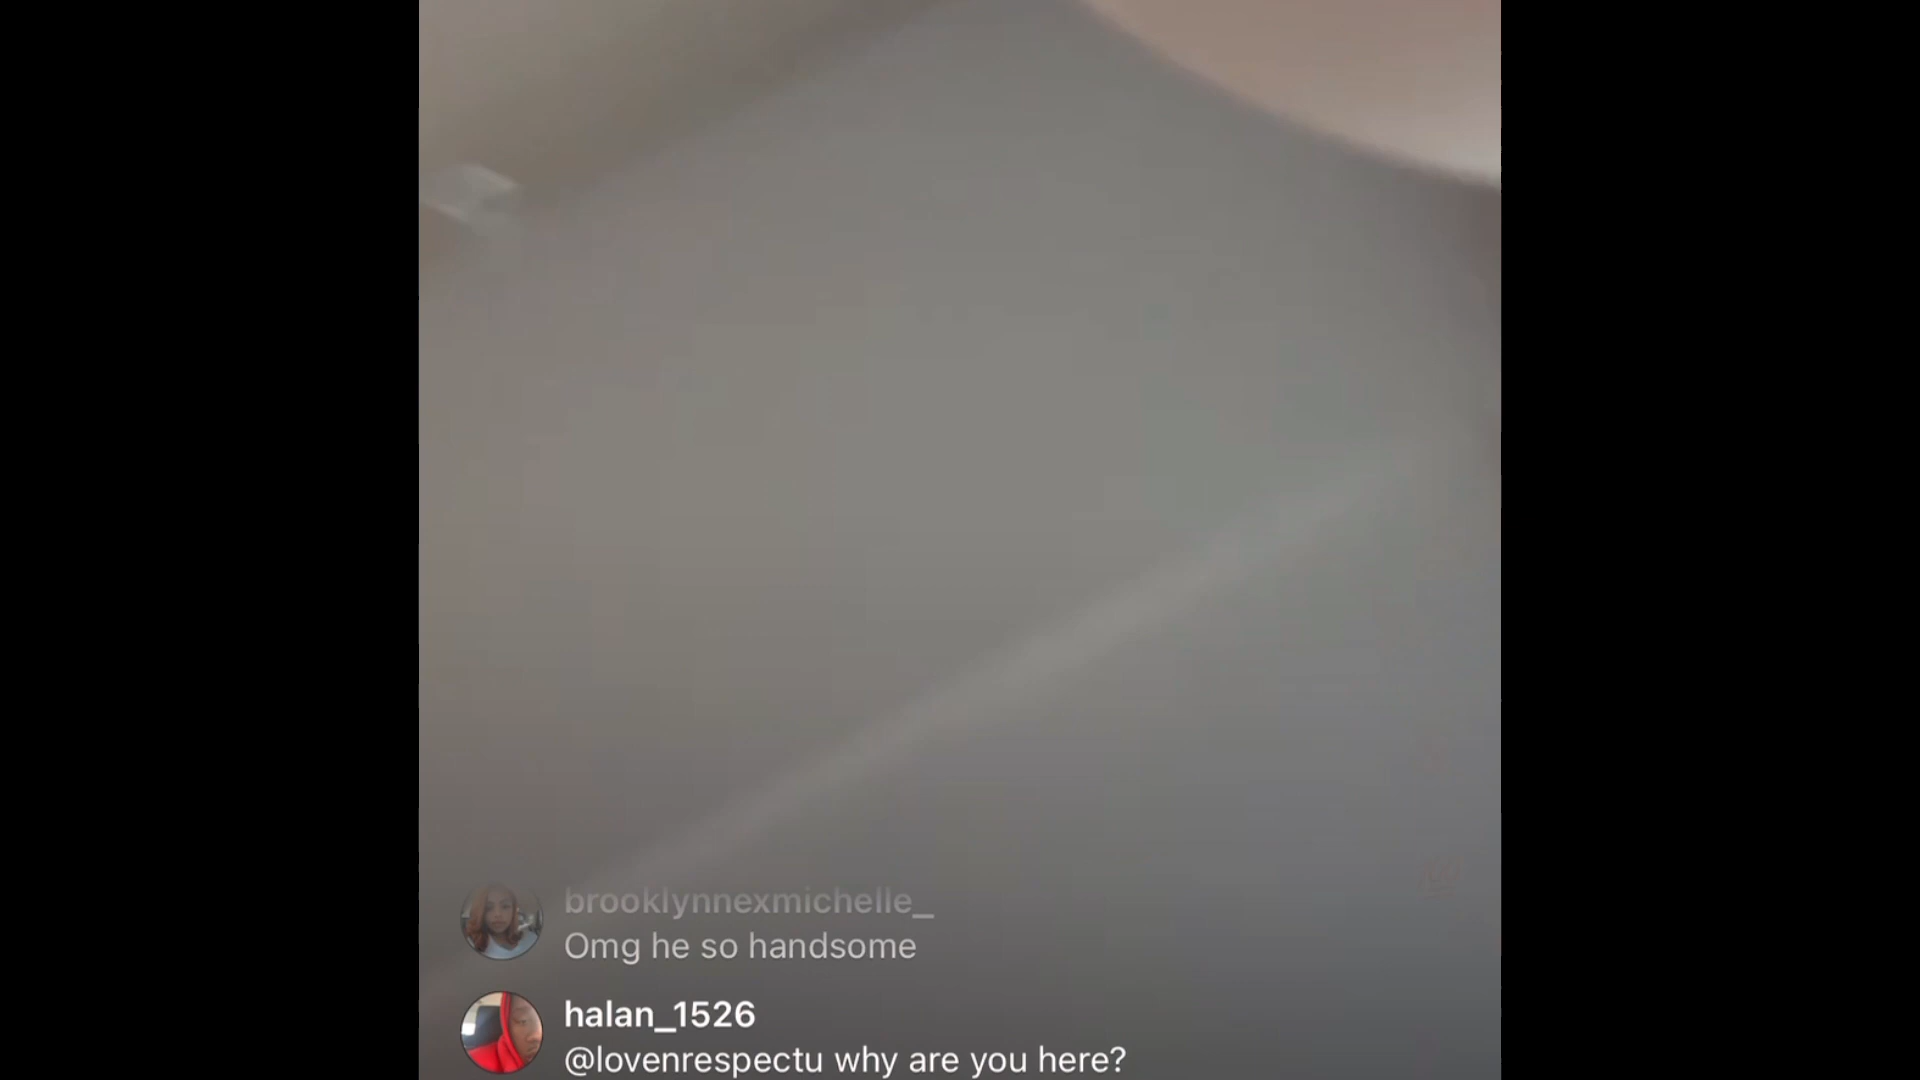 brooklynnexmichelle_
Omg he so handsome
halan_1526
@lovenrespectu why are you here?